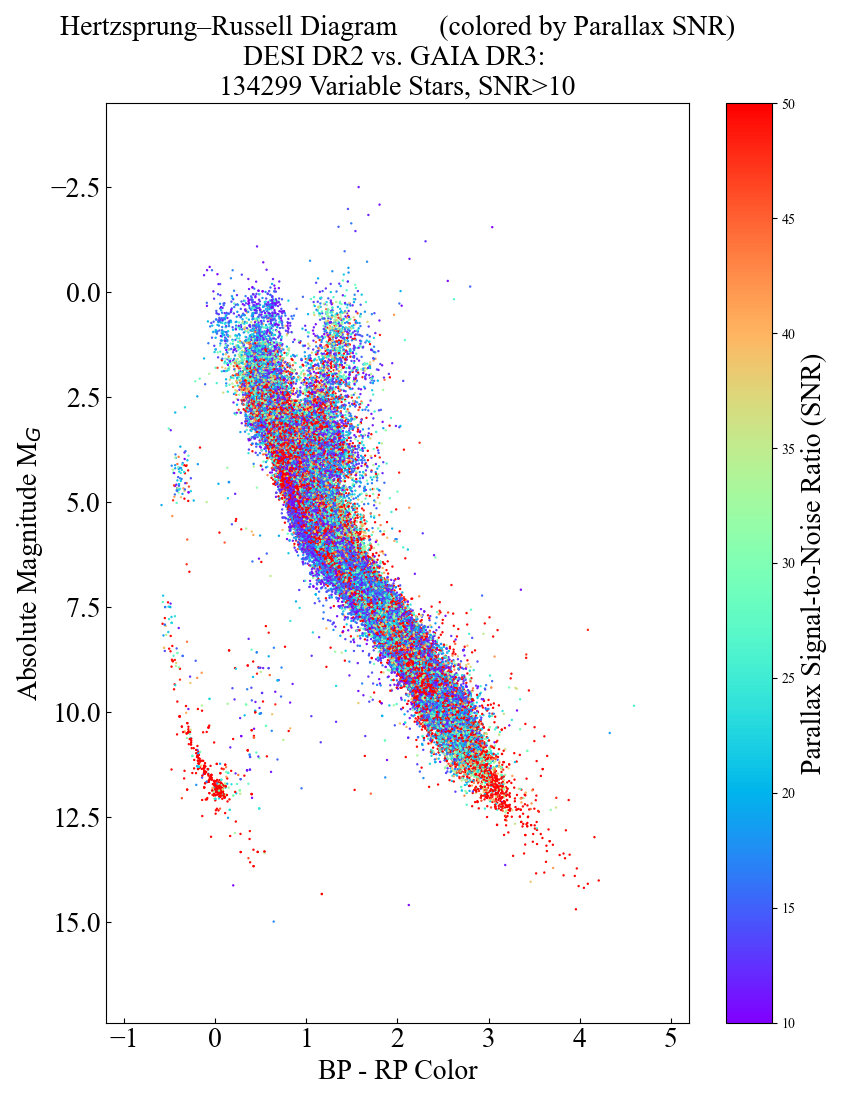 Hertzsprung–Russell Diagram (colored by Parallax SNR)
DESI DR2 vs. GAIA DR3:
134299 Variable Stars, SNR>10
Absolute Magnitude M_G
−2.5
0.0
2.5
5.0
7.5
10.0
12.5
15.0
−1 0 1 2 3 4 5
BP - RP Color
50
45
40
35
30
25
20
15
10
Parallax Signal-to-Noise Ratio (SNR)